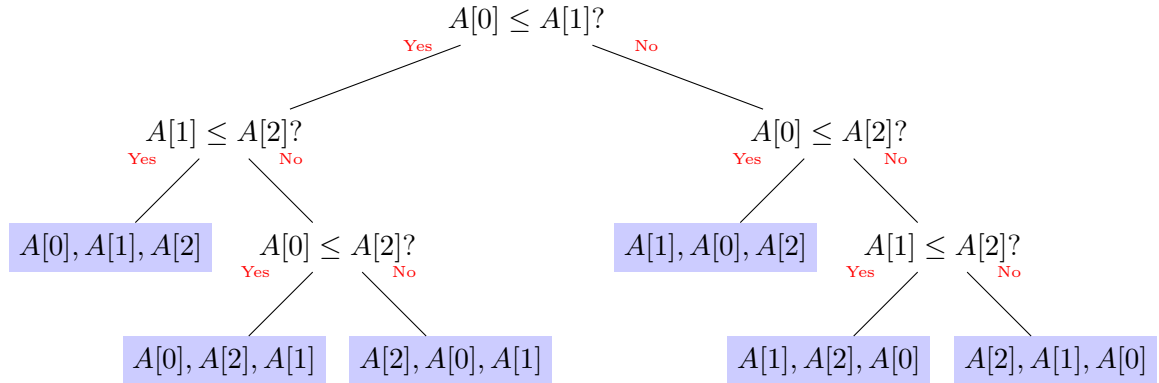 A[0] ≤ A[1]?
Yes No
A[1] ≤ A[2]? A[0] ≤ A[2]?
Yes No Yes No
A[0], A[1], A[2] A[0] ≤ A[2]? A[1], A[0], A[2] A[1] ≤ A[2]?
Yes No Yes No
A[0], A[2], A[1] A[2], A[0], A[1] A[1], A[2], A[0] A[2], A[1], A[0]